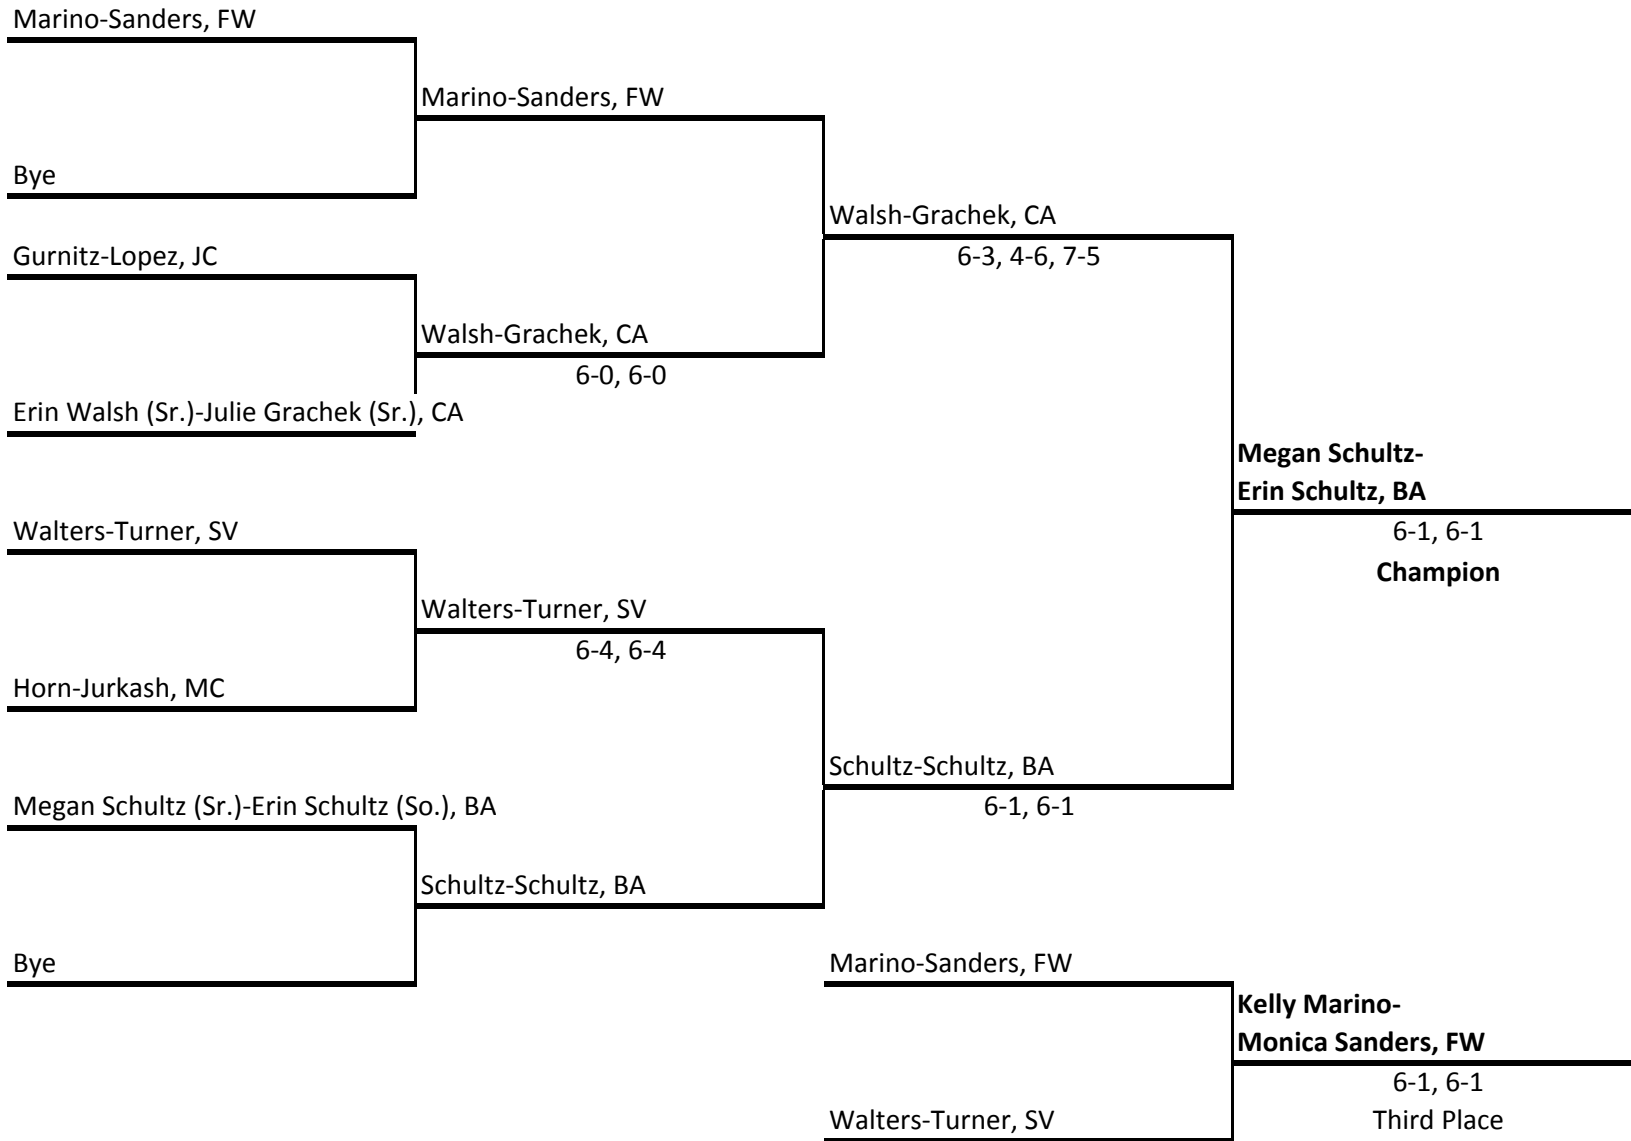 Marino-Sanders, FW
Marino-Sanders, FW
Bye
Walsh-Grachek, CA
6-3, 4-6, 7-5
Gurnitz-Lopez, JC
Walsh-Grachek, CA
6-0, 6-0
Erin Walsh (Sr.)-Julie Grachek (Sr.), CA
Megan Schultz-
Erin Schultz, BA
6-1, 6-1
Champion
Walters-Turner, SV
Walters-Turner, SV
6-4, 6-4
Horn-Jurkash, MC
Schultz-Schultz, BA
6-1, 6-1
Megan Schultz (Sr.)-Erin Schultz (So.), BA
Schultz-Schultz, BA
Bye
Marino-Sanders, FW
Kelly Marino-
Monica Sanders, FW
6-1, 6-1
Third Place
Walters-Turner, SV